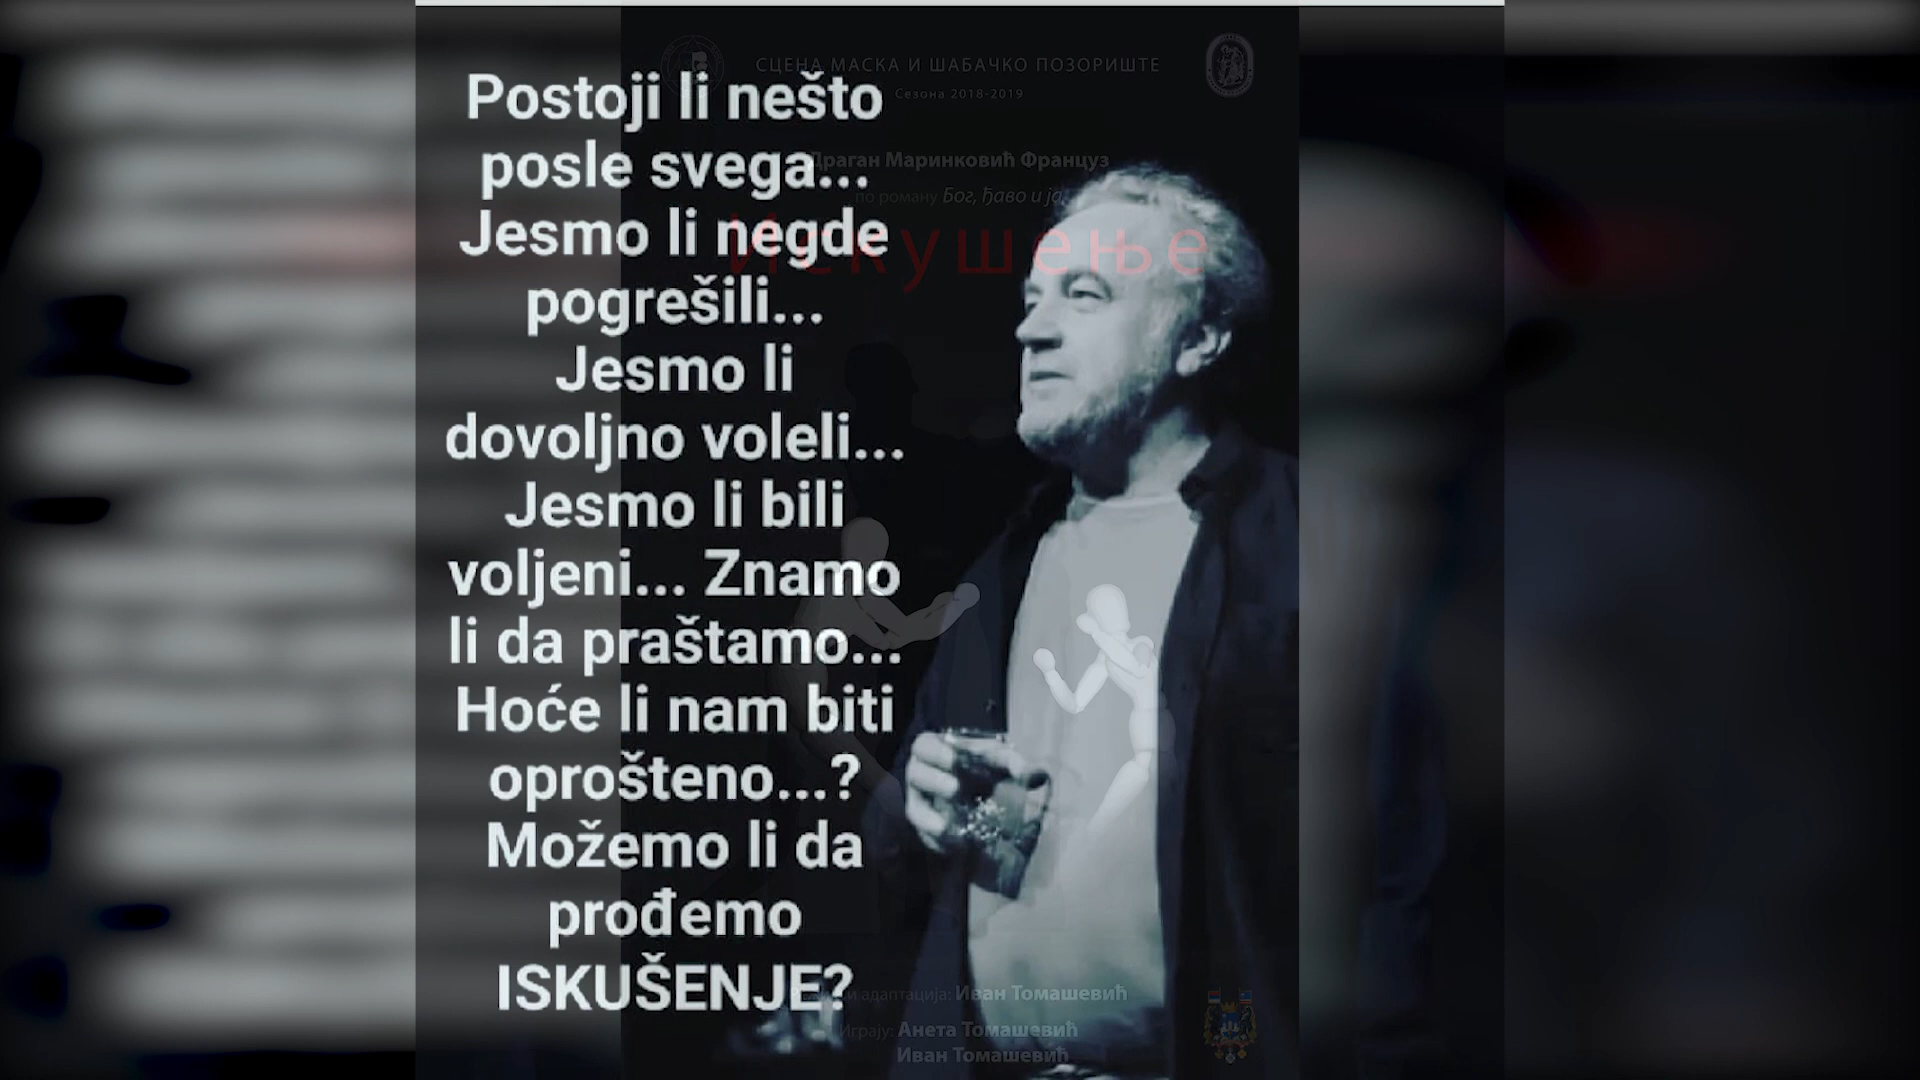 Postoji li nešto
posle svega...
Jesmo li negde
pogrešili...
Jesmo li
dovoljno voleli...
Jesmo li bili
voljeni... Znamo
li da praštamo...
Hoće li nam biti
oprošteno...?
Možemo li da
prođemo
ISKUŠENJE?
СЦЕНА МАСКА И ШАБАЧКО ПОЗОРИШТЕ
Сезона 2018-2019
Драган Маринковић Француз
по роману Бог, ђаво и ја
Искушење
и адаптација: Иван Томашевић
Играју: Анета Томашевић
Иван Томашевић